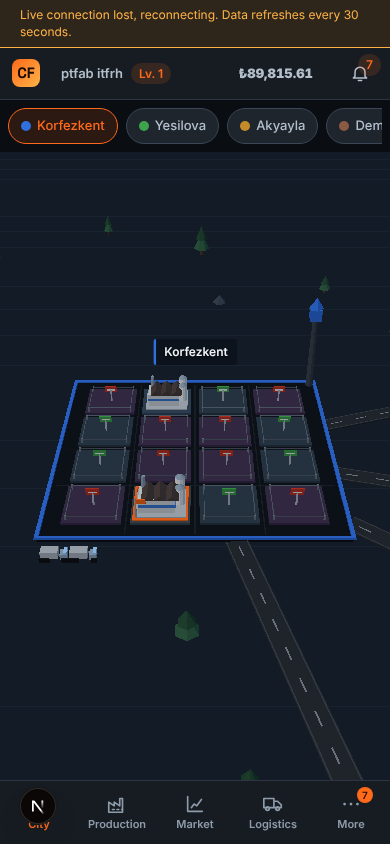 Live connection lost, reconnecting. Data refreshes every 30
seconds.
CF
ptfab itfrh
Lv. 1
₺89,815.61
7
Korfezkent
Yesilova
Akyayla
Dem
Korfezkent
N
City
Production
Market
Logistics
More
7